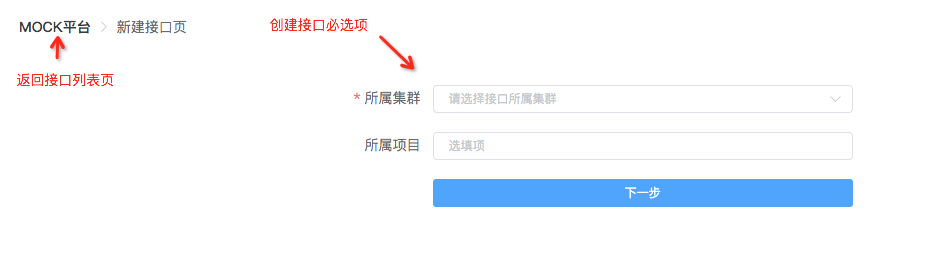 MOCK平台 > 新建接口页
创建接口必选项
返回接口列表页
* 所属集群 请选择接口所属集群
所属项目 选填项
下一步